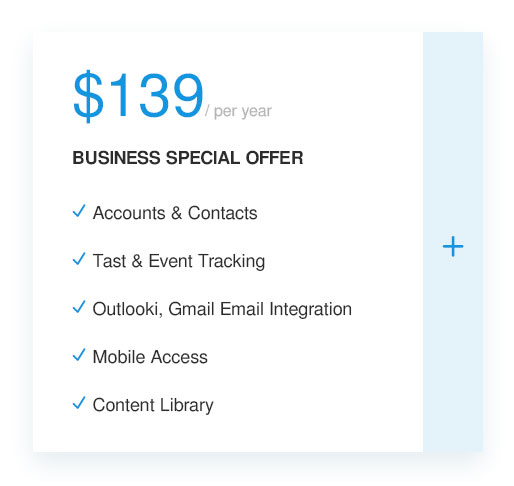 $139/ per year
BUSINESS SPECIAL OFFER
Accounts & Contacts
Tast & Event Tracking
Outlooki, Gmail Email Integration
Mobile Access
Content Library